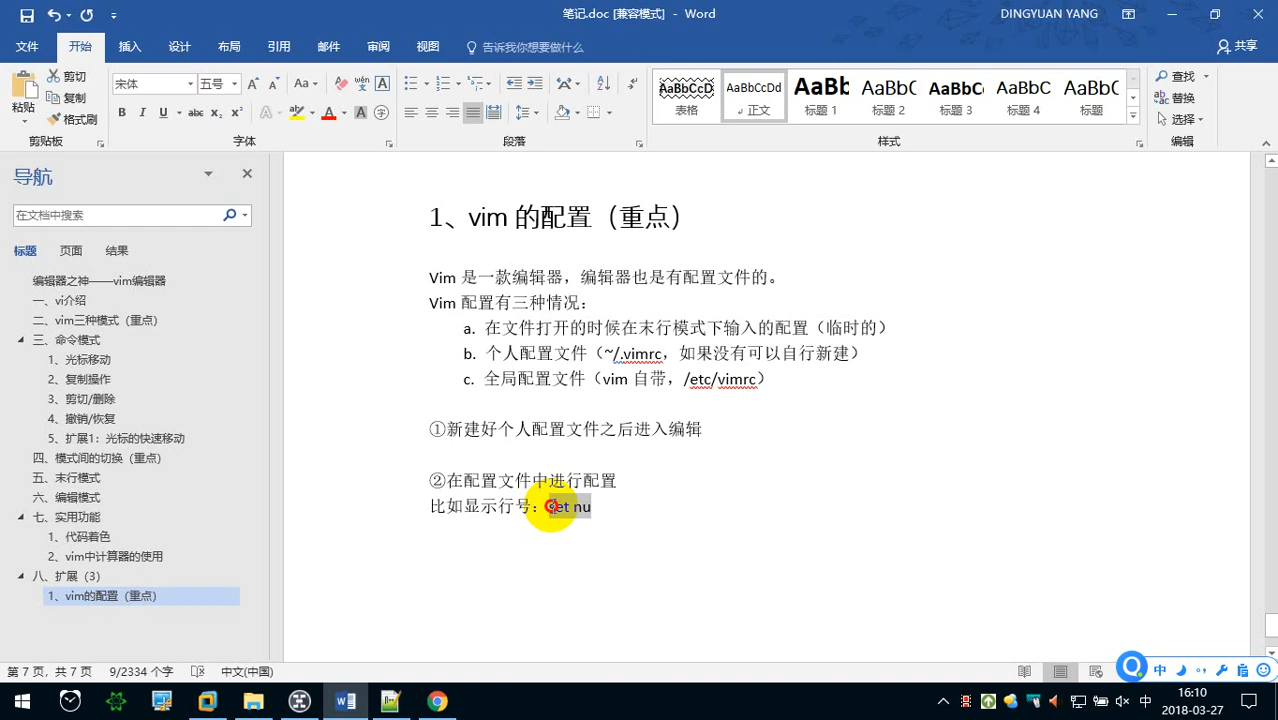 笔记.doc [兼容模式] - Word
DINGYUAN YANG
文件
开始
插入
设计
布局
引用
邮件
审阅
视图
告诉我你想要做什么
共享
粘贴
剪切
复制
格式刷
剪贴板
宋体
五号
字体
段落
AaBbCcD
表格
AaBbCcDd
正文
AaBb
标题 1
AaBbC
标题 2
AaBbC
标题 3
AaBbC
标题 4
AaBbC
标题
样式
查找
替换
选择
编辑
导航
在文档中搜索
标题
页面
结果
编辑器之神——vim编辑器
一、vi介绍
二、vim三种模式（重点）
三、命令模式
1、光标移动
2、复制操作
3、剪切/删除
4、撤销/恢复
5、扩展1：光标的快速移动
四、模式间的切换（重点）
五、末行模式
六、编辑模式
七、实用功能
1、代码着色
2、vim中计算器的使用
八、扩展（3）
1、vim的配置（重点）
1、vim 的配置（重点）
Vim 是一款编辑器，编辑器也是有配置文件的。
Vim 配置有三种情况：
a. 在文件打开的时候在末行模式下输入的配置（临时的）
b. 个人配置文件（~/.vimrc，如果没有可以自行新建）
c. 全局配置文件（vim 自带，/etc/vimrc）
①新建好个人配置文件之后进入编辑
②在配置文件中进行配置
比如显示行号：set nu
第 7 页，共 7 页
9/2334 个字
中文(中国)
中
中
16:10
2018-03-27